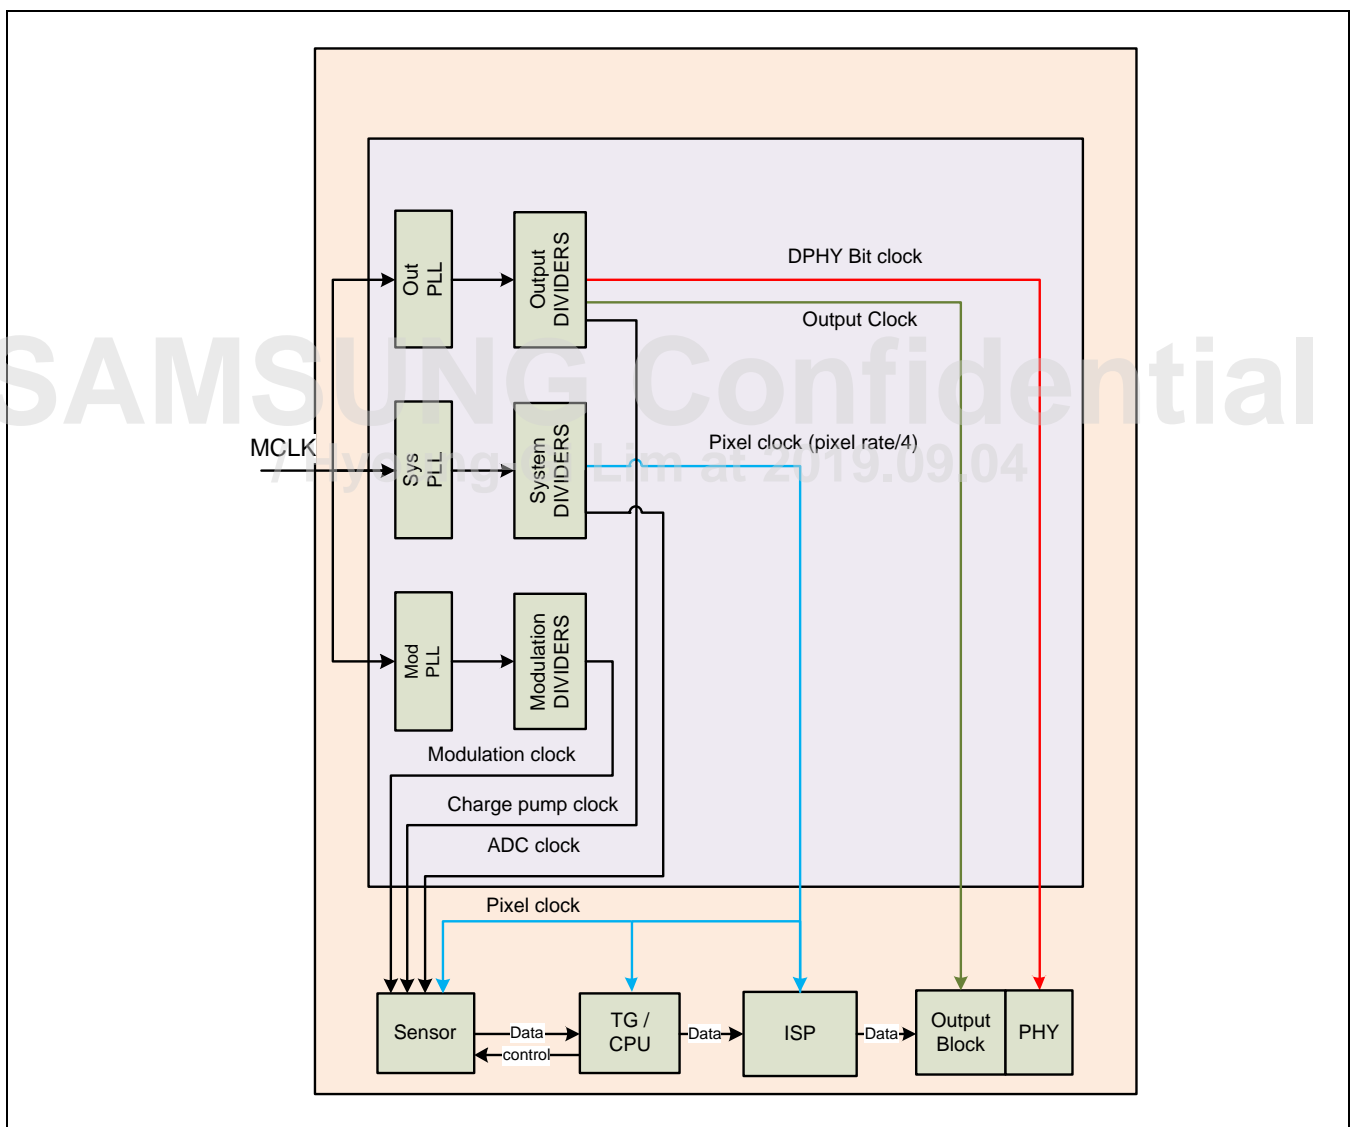 Out
PLL
Output
DIVIDERS
DPHY Bit clock
Output Clock
SAMSUNG Confidential
MCLK
Sys
PLL
System
DIVIDERS
Pixel clock (pixel rate/4)
Lim at 2019.09.04
Mod
PLL
Modulation
DIVIDERS
Modulation clock
Charge pump clock
ADC clock
Pixel clock
Sensor
Data
control
TG /
CPU
Data
ISP
Data
Output
Block
PHY